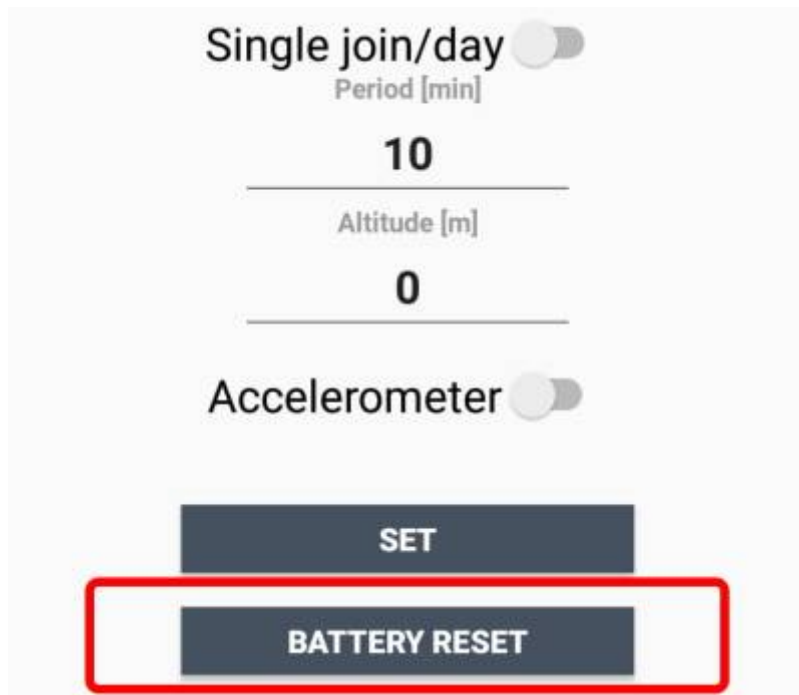 Single join/day
Period [min]
10
Altitude [m]
0
Accelerometer
SET
BATTERY RESET